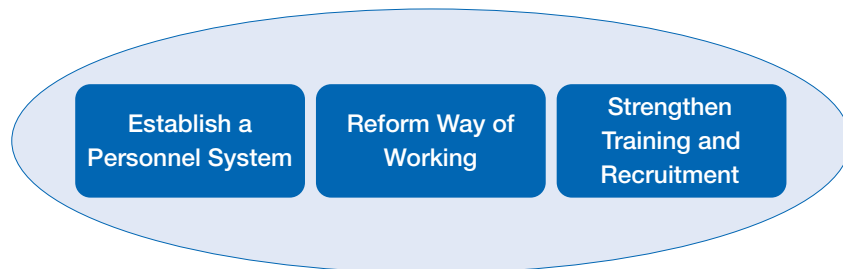 Establish a
Personnel System
Reform Way of
Working
Strengthen
Training and
Recruitment